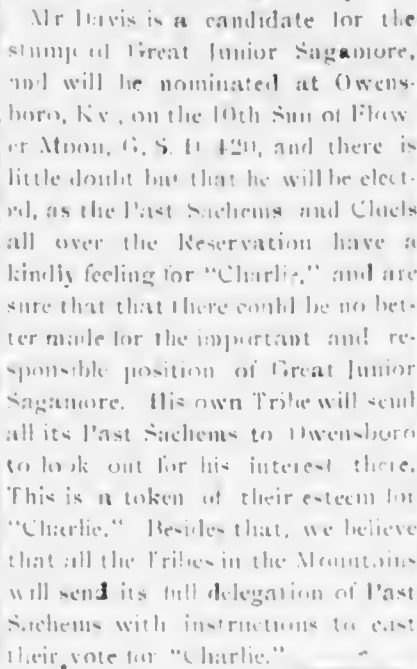 Mr Davis is a candidate for the
stump of Great Junior Sagamore,
and will be nominated at Owens-
boro, Ky., on the 10th Sun of Flow-
er Moon, G. S. D 420, and there is
little doubt but that he will be elect-
ed, as the Past Sachems and Chiefs
all over the Reservation have a
kindly feeling for "Charlie," and are
sure that that there could be no bet-
ter made for the important and re-
sponsible position of Great Junior
Sagamore. His own Tribe will send
all its Past Sachems to Owensboro
to look out for his interest there.
This is a token of their esteem for
"Charlie." Besides that, we believe
that all the Tribes in the Mountains
will send its full delegation of Past
Sachems with instructions to cast
their vote for "Charlie."